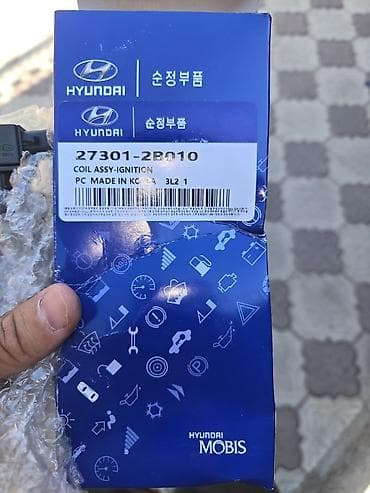 HYUNDAI
순정부품
HYUNDAI
순정부품
27301-2B010
COIL ASSY-IGNITION
PC MADE IN KOREA 3L2 1
HYUNDAI
MOBIS